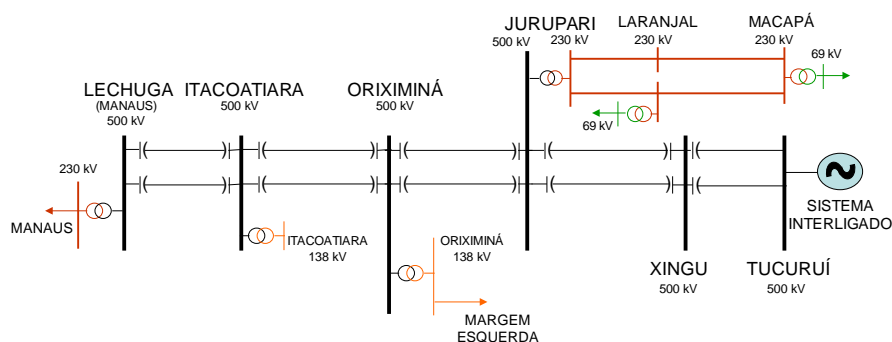 JURUPARI
500 kV
230 kV
LARANJAL
230 kV
MACAPÁ
230 kV
69 kV
69 kV
LECHUGA
(MANAUS)
500 kV
ITACOATIARA
500 kV
ORIXIMINÁ
500 kV
230 kV
MANAUS
ITACOATIARA
138 kV
ORIXIMINÁ
138 kV
MARGEM
ESQUERDA
XINGU
500 kV
TUCURUÍ
500 kV
SISTEMA
INTERLIGADO